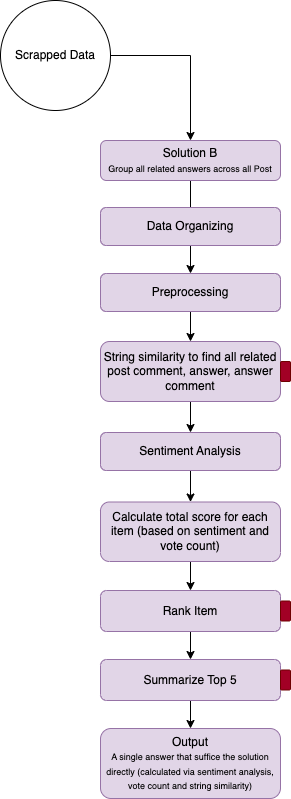 Scrapped Data
Solution B
Group all related answers across all Post
Data Organizing
Preprocessing
String similarity to find all related
post comment, answer, answer
comment
Sentiment Analysis
Calculate total score for each
item (based on sentiment and
vote count)
Rank Item
Summarize Top 5
Output
A single answer that suffice the solution
directly (calculated via sentiment analysis,
vote count and string similarity)